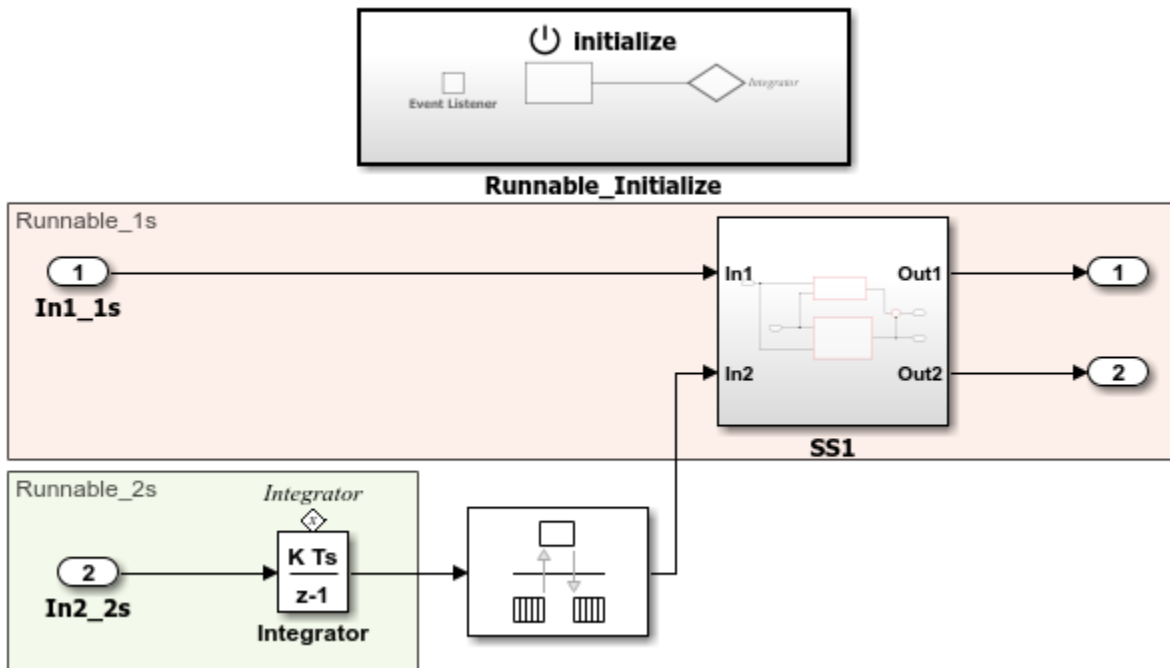 initialize
Event Listener
Integrator
Runnable_Initialize
Runnable_1s
1
In1_1s
In1
Out1
1
In2
Out2
2
SS1
Runnable_2s
Integrator
x
2
In2_2s
K Ts
z-1
Integrator